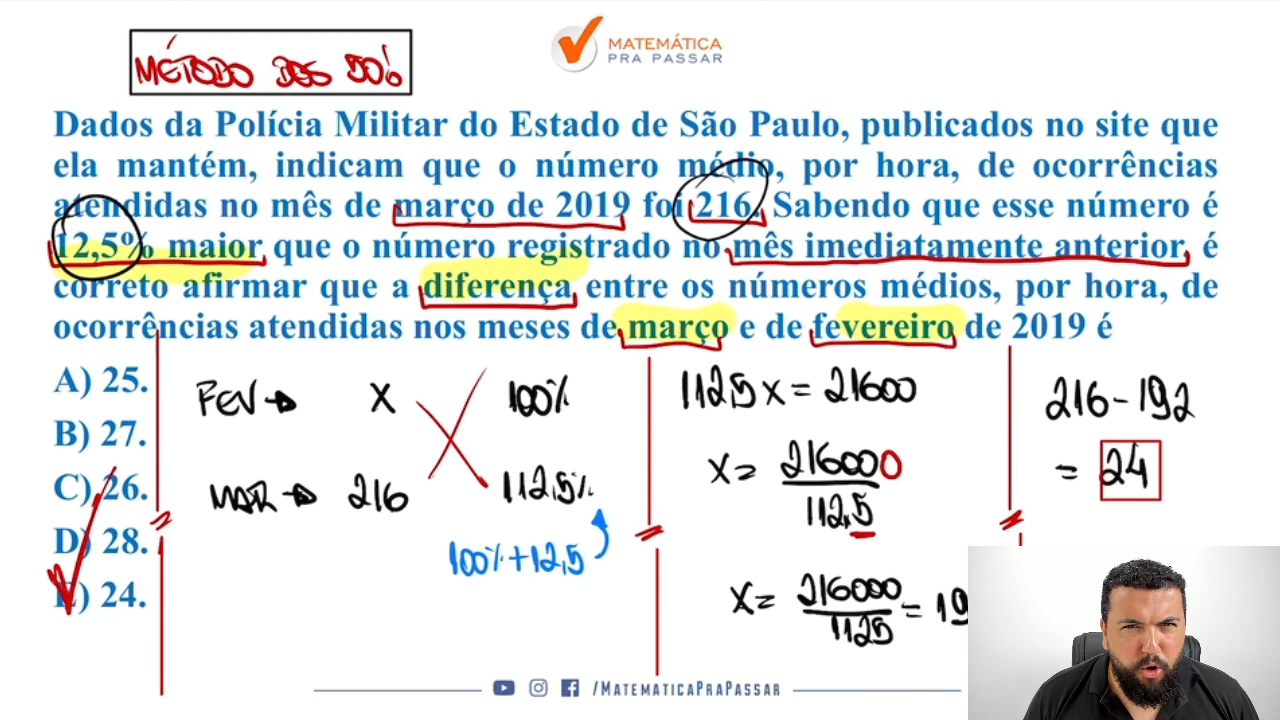 MÉTODO DOS 50%
MATEMÁTICA
PRA PASSAR
Dados da Polícia Militar do Estado de São Paulo, publicados no site que
ela mantém, indicam que o número médio, por hora, de ocorrências
atendidas no mês de março de 2019 foi 216. Sabendo que esse número é
12,5% maior que o número registrado no mês imediatamente anterior, é
correto afirmar que a diferença entre os números médios, por hora, de
ocorrências atendidas nos meses de março e de fevereiro de 2019 é
A) 25.
B) 27.
C) 26.
D) 28.
E) 24.
FEV → X 100%
MAR → 216 112,5%
100% + 12,5
112,5x = 21600
X = 216000
112,5
X = 216000 = 19
1125
216 - 192
= 24
/MATEMATICAPRAPASSAR